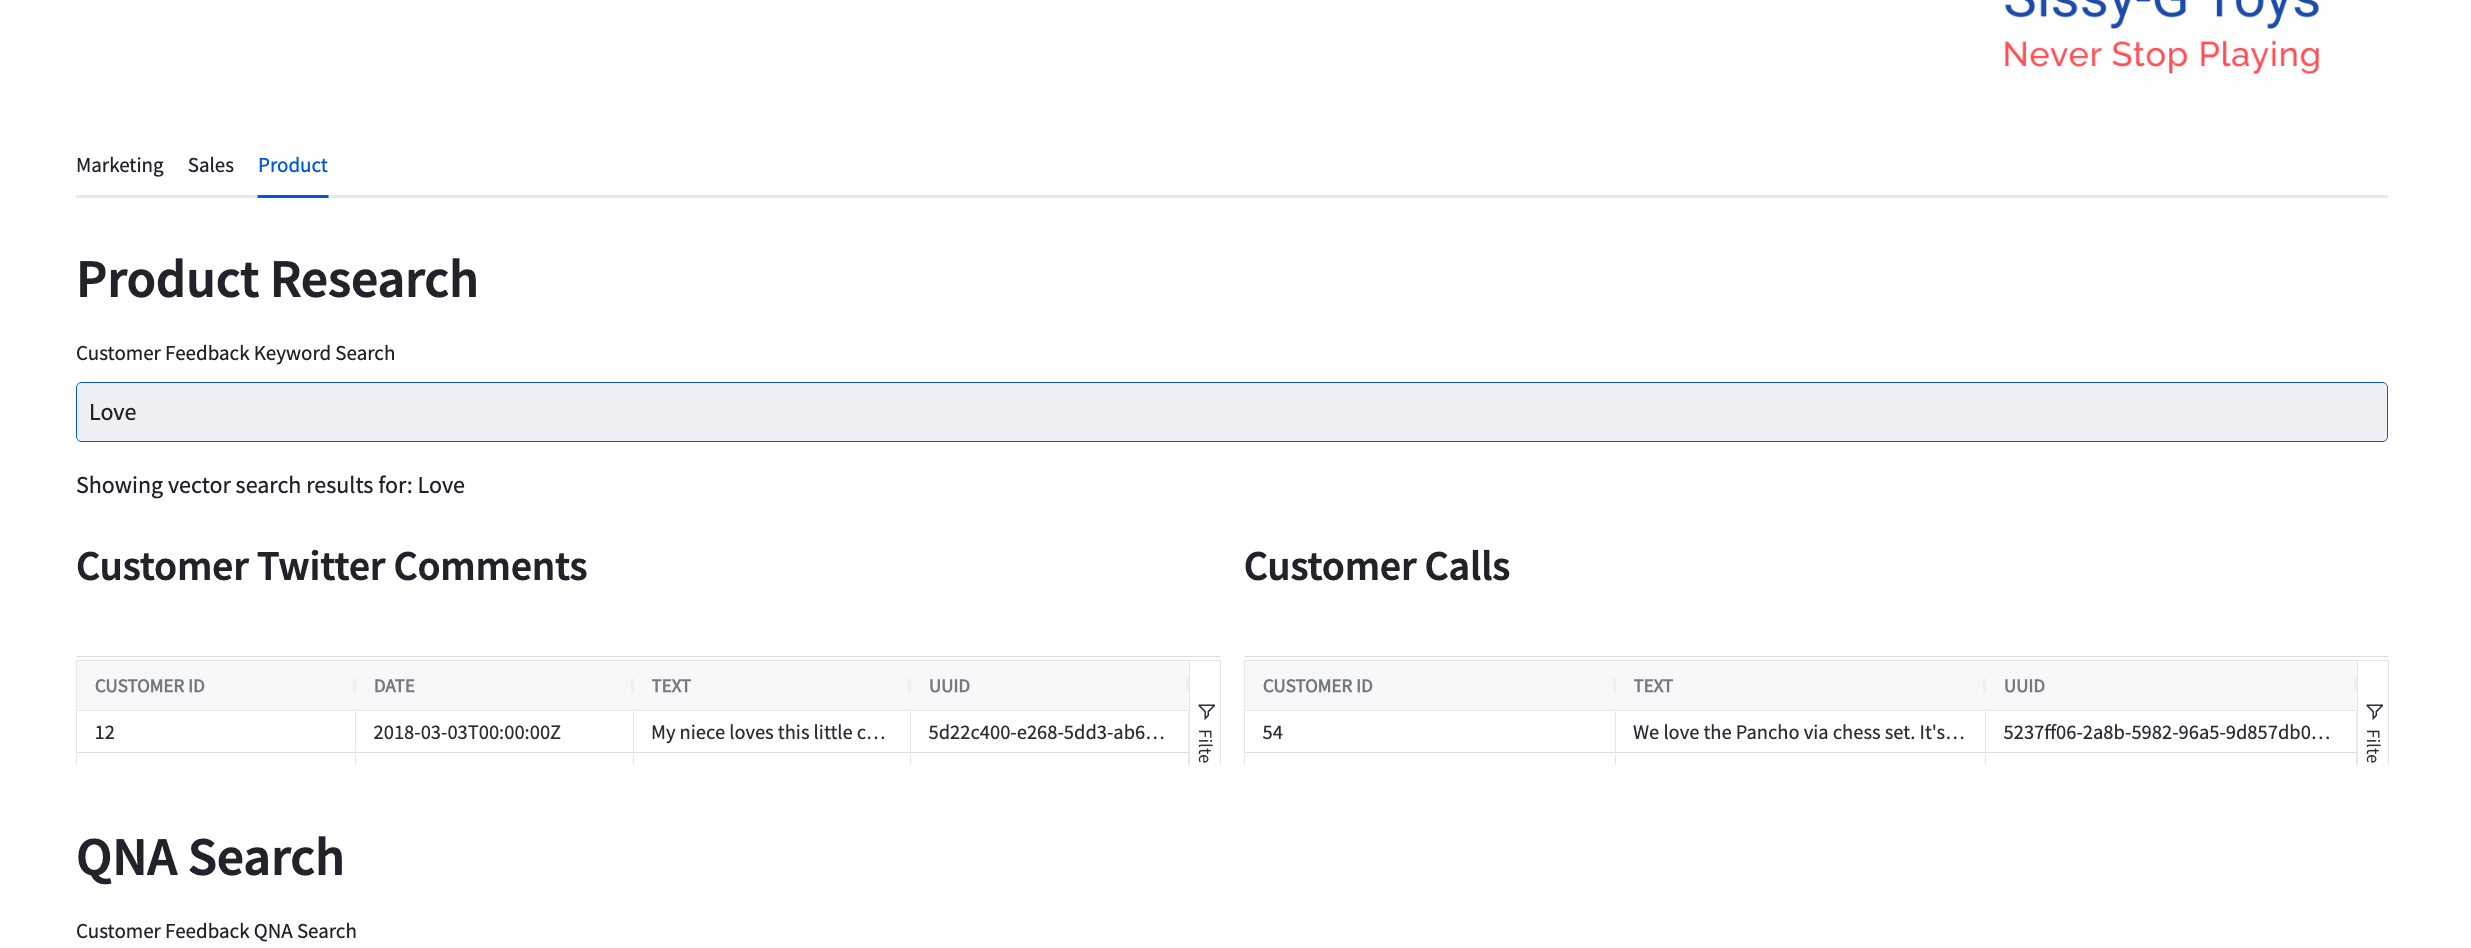 Sissy-G Toys
Never Stop Playing
Marketing Sales Product
Product Research
Customer Feedback Keyword Search
Love
Showing vector search results for: Love
Customer Twitter Comments
CUSTOMER ID DATE TEXT UUID
12 2018-03-03T00:00:00Z My niece loves this little c... 5d22c400-e268-5dd3-ab6...
Filte
Customer Calls
CUSTOMER ID TEXT UUID
54 We love the Pancho via chess set. It's... 5237ff06-2a8b-5982-96a5-9d857db0...
Filte
QNA Search
Customer Feedback QNA Search